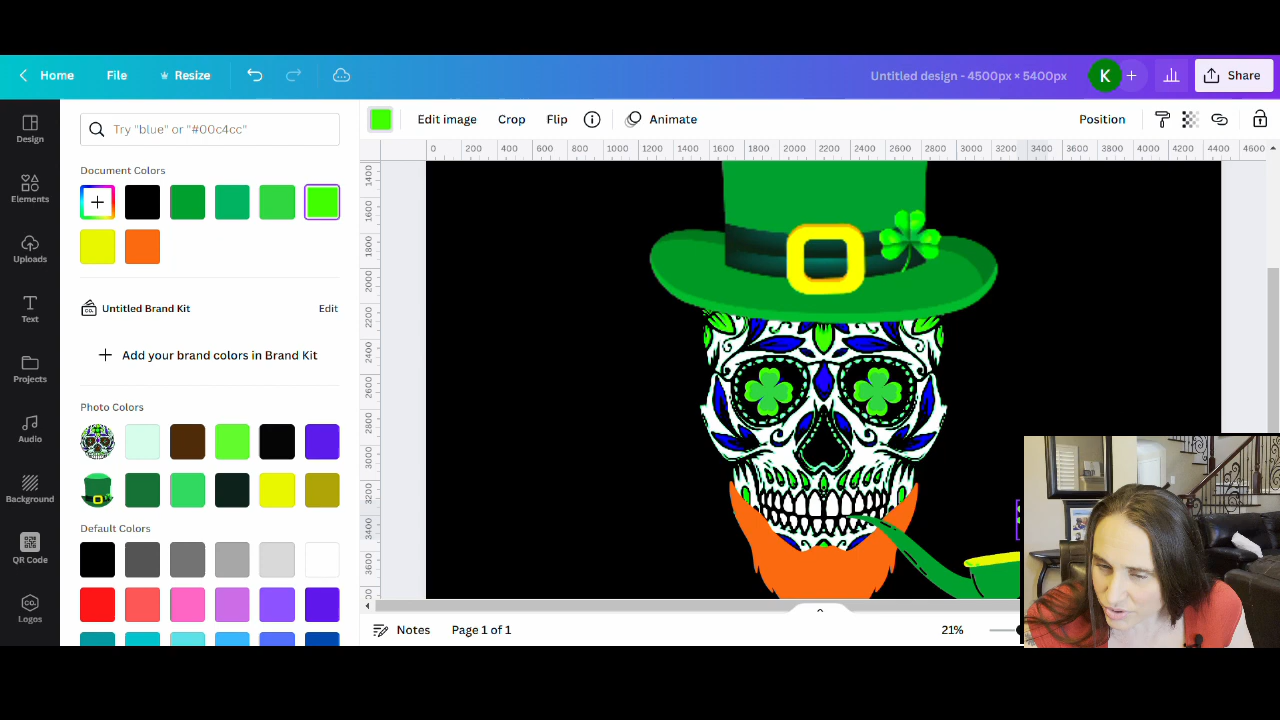 Home File Resize Untitled design - 4500px × 5400px K + Share
Try "blue" or "#00c4cc" Edit image Crop Flip Animate Position
0 200 400 600 800 1000 1200 1400 1600 1800 2000 2200 2400 2600 2800 3000 3200 3400 3600 3800 4000 4200 4400 4600
Design
Elements
Uploads
Text
Projects
Audio
Background
QR Code
CO.
Logos
Document Colors
+
CO.
Untitled Brand Kit Edit
+ Add your brand colors in Brand Kit
Photo Colors
Default Colors
1400
1600
1800
2000
2200
2400
2600
2800
3000
3200
3400
3600
Notes Page 1 of 1 21%